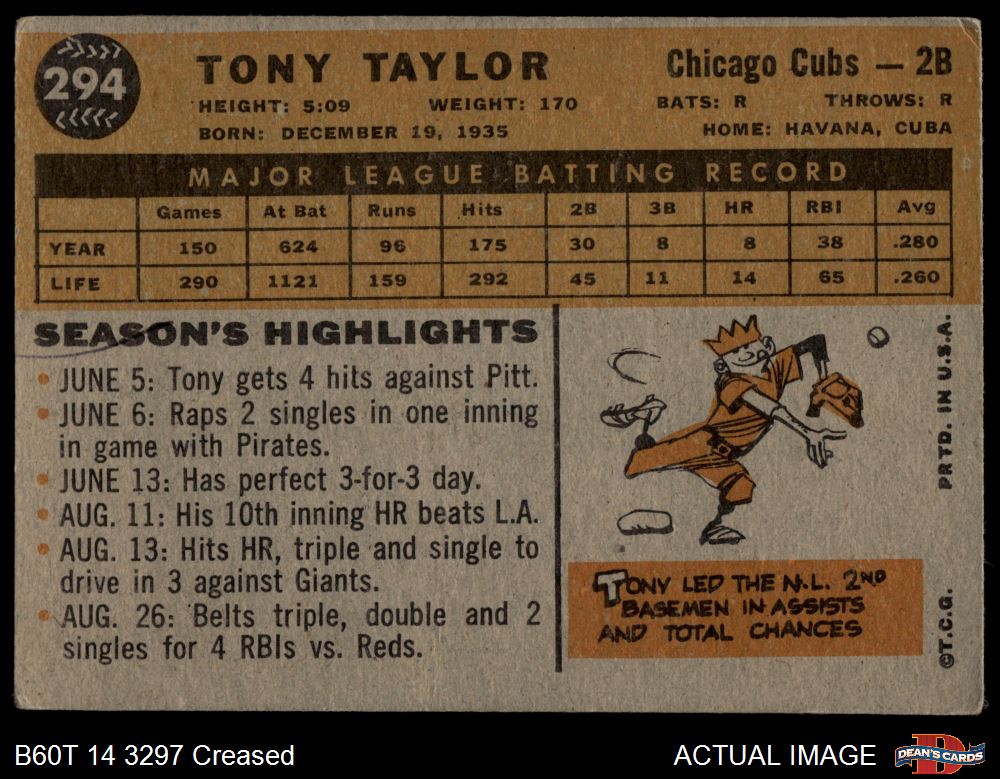 294
TONY TAYLOR
Chicago Cubs — 2B
HEIGHT: 5:09 WEIGHT: 170 BATS: R THROWS: R
BORN: DECEMBER 19, 1935 HOME: HAVANA, CUBA
MAJOR LEAGUE BATTING RECORD
Games At Bat Runs Hits 2B 3B HR RBI Avg
YEAR 150 624 96 175 30 8 8 38 .280
LIFE 290 1121 159 292 45 11 14 65 .260
SEASON'S HIGHLIGHTS
• JUNE 5: Tony gets 4 hits against Pitt.
• JUNE 6: Raps 2 singles in one inning
in game with Pirates.
• JUNE 13: Has perfect 3-for-3 day.
• AUG. 11: His 10th inning HR beats L.A.
• AUG. 13: Hits HR, triple and single to
drive in 3 against Giants.
• AUG. 26: Belts triple, double and 2
singles for 4 RBIs vs. Reds.
TONY LED THE N.L. 2ND
BASEMEN IN ASSISTS
AND TOTAL CHANCES
©T.C.G. PRTD. IN U.S.A.
B60T 14 3297 Creased
ACTUAL IMAGE
DEAN'S CARDS